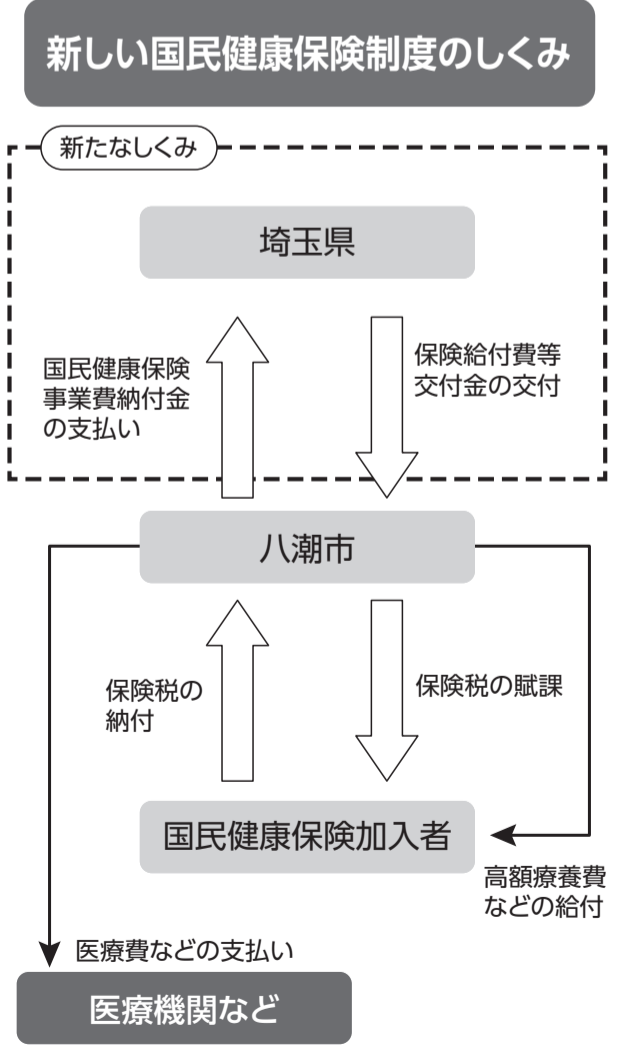 新しい国民健康保険制度のしくみ
新たなしくみ
埼玉県
国民健康保険
事業費納付金
の支払い
保険給付費等
交付金の交付
八潮市
保険税の
納付
保険税の賦課
国民健康保険加入者
高額療養費
などの給付
医療費などの支払い
医療機関など